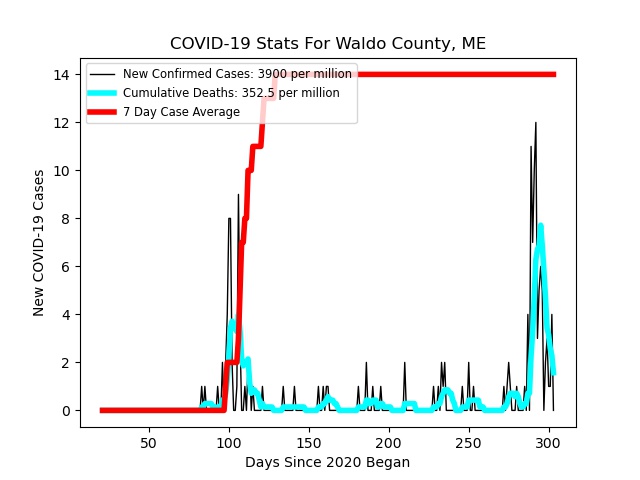 COVID-19 Stats For Waldo County, ME
New Confirmed Cases: 3900 per million
Cumulative Deaths: 352.5 per million
7 Day Case Average
New COVID-19 Cases
14
12
10
8
6
4
2
0
50 100 150 200 250 300
Days Since 2020 Began